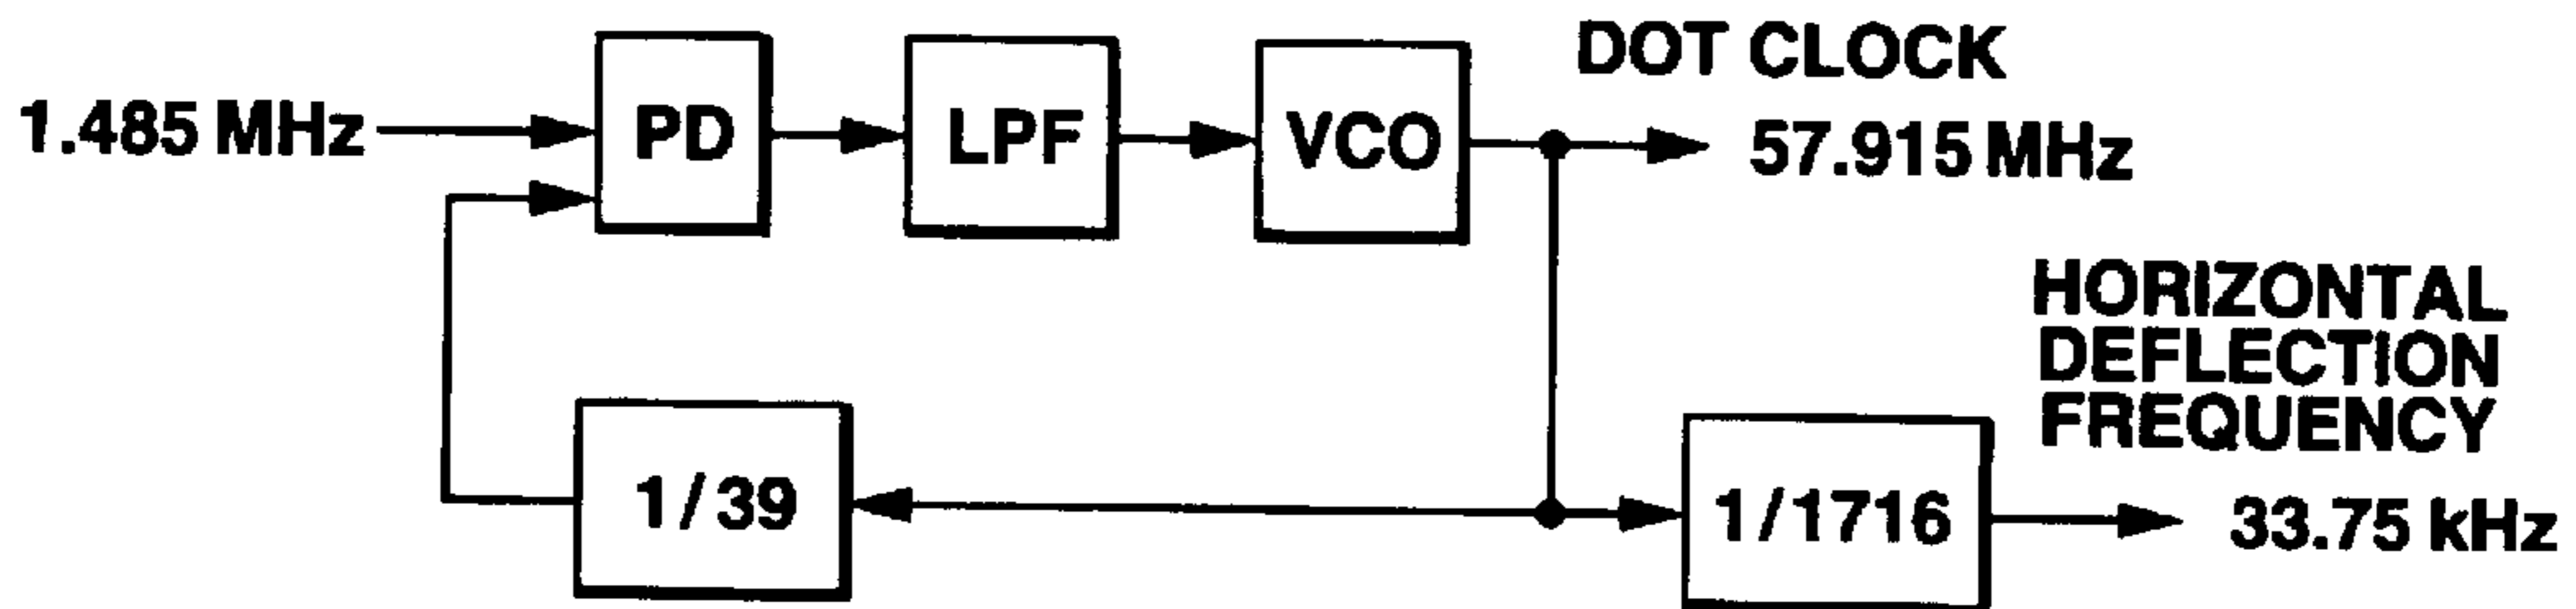 DOT CLOCK
1.485 MHz
PD
LPF
VCO
57.915 MHz
HORIZONTAL
DEFLECTION
FREQUENCY
1/39
1/1716
33.75 kHz